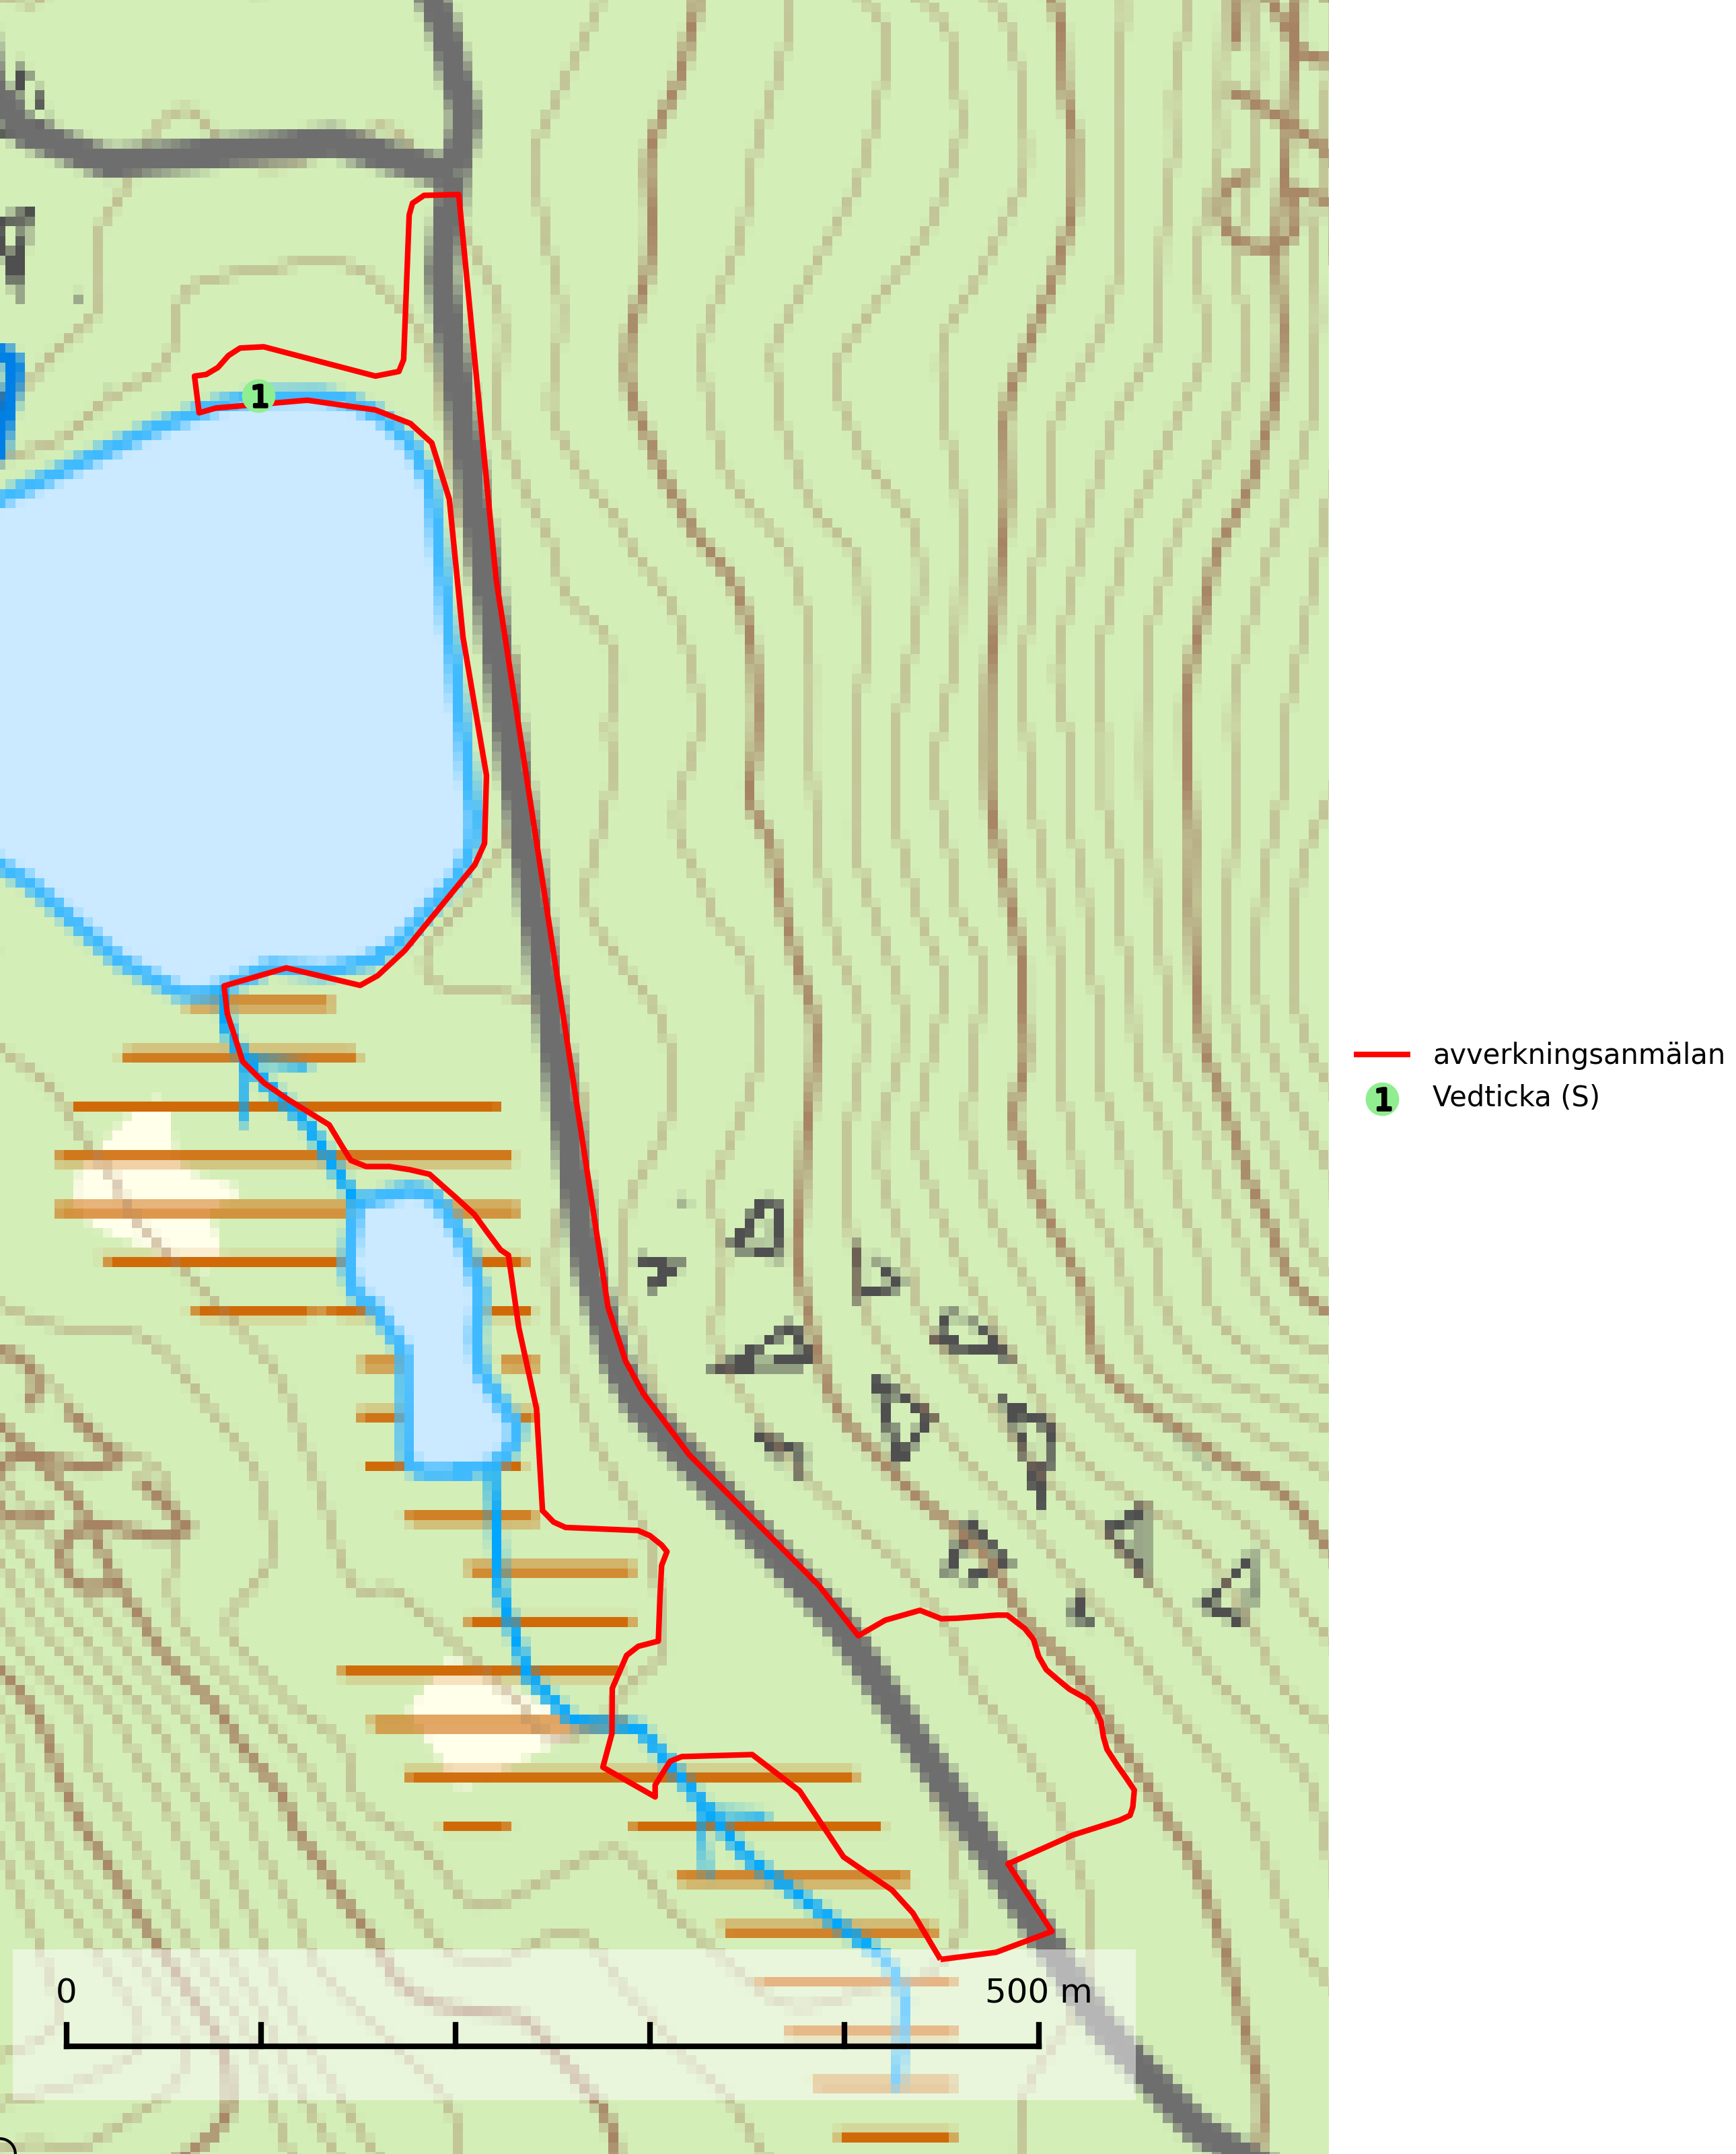 1
avverkningsanmälan
1 Vedticka (S)
0 500 m